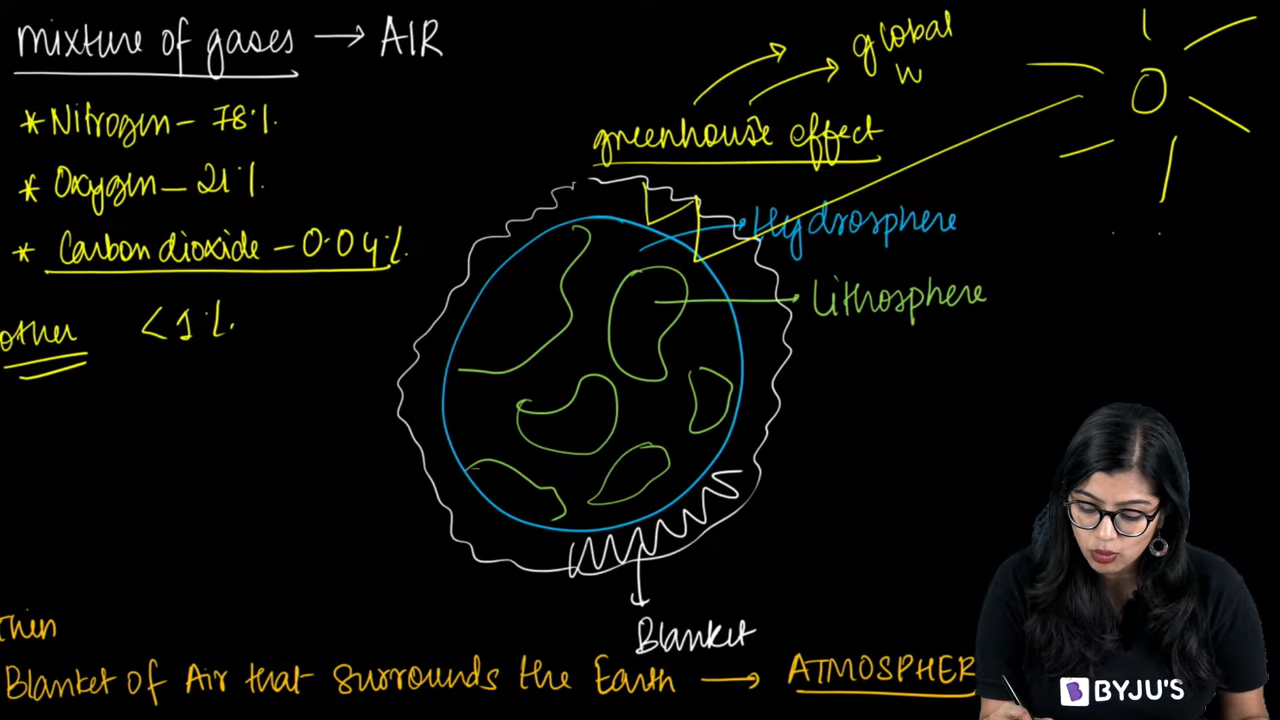 mixture of gases → AIR
* Nitrogen - 78%
* Oxygen - 21%
* Carbon dioxide - 0.04%
other <1%
global
w
greenhouse effect
Hydrosphere
Lithosphere
Blanket
then
Blanket of Air that surrounds the Earth → ATMOSPHER
BYJU'S